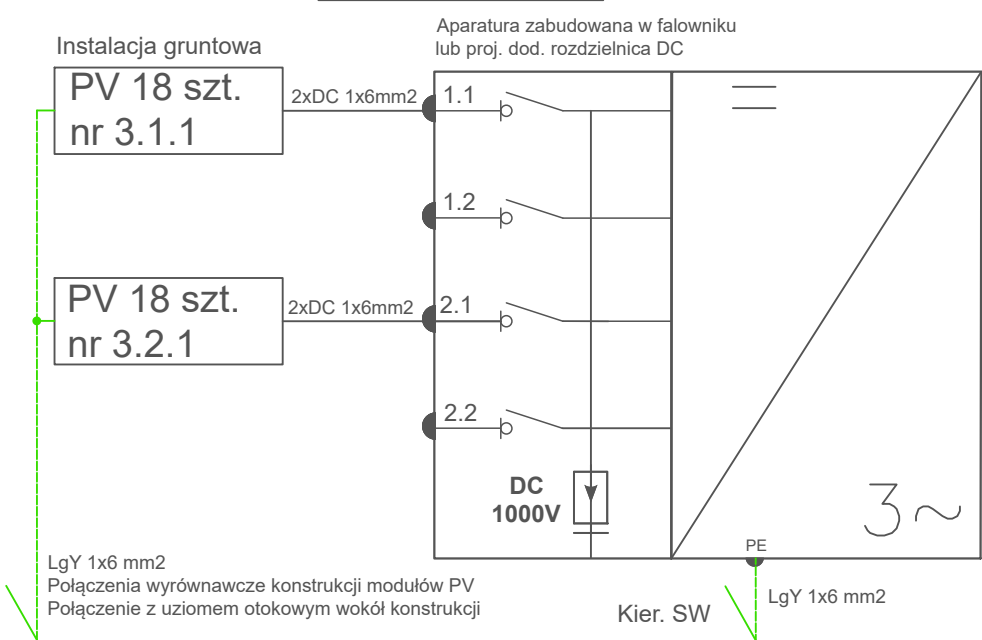 Aparatura zabudowana w falowniku
lub proj. dod. rozdzielnica DC
Instalacja gruntowa
PV 18 szt.
nr 3.1.1
2xDC 1x6mm2
1.1
1.2
PV 18 szt.
nr 3.2.1
2xDC 1x6mm2
2.1
2.2
DC
1000V
3~
PE
LgY 1x6 mm2
Połączenia wyrównawcze konstrukcji modułów PV
Połączenie z uziomem otokowym wokół konstrukcji
Kier. SW
LgY 1x6 mm2